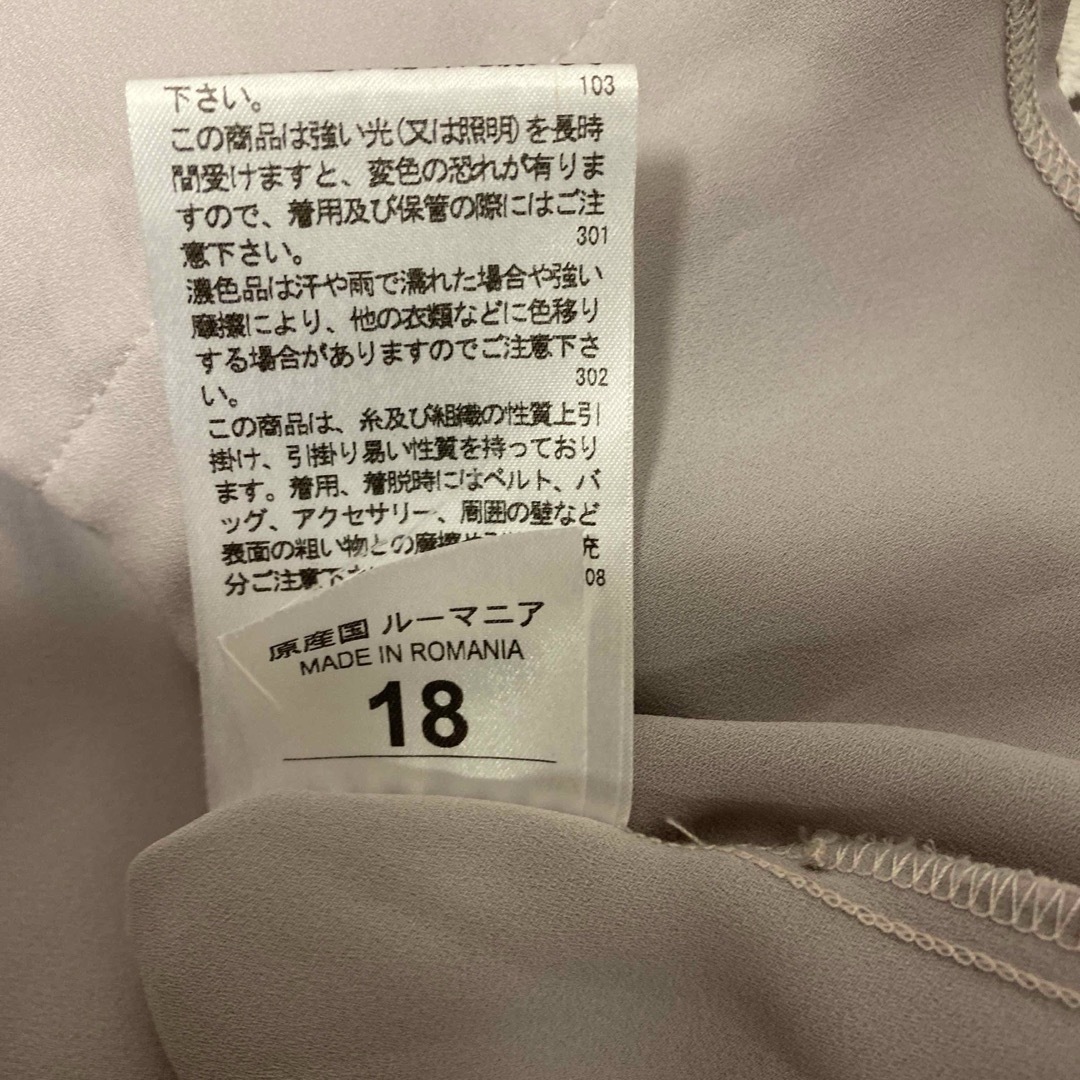 下さい。
103
この商品は強い光(又は照明)を長時
間受けますと、変色の恐れが有りま
すので、着用及び保管の際にはご注
意下さい。
301
濃色品は汗や雨で濡れた場合や強い
摩擦により、他の衣類などに色移り
する場合がありますのでご注意下さ
い。
302
この商品は、糸及び組織の性質上引
掛け、引掛り易い性質を持っており
ます。着用、着脱時にはベルト、バ
ッグ、アクセサリー、周囲の壁など
表面の粗い物との摩擦
充
分ご注意下さ
08
原産国 ルーマニア
MADE IN ROMANIA
18